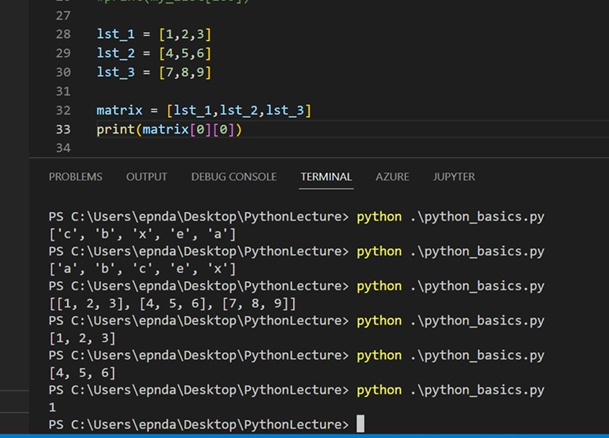 28 lst_1 = [1,2,3]
29 lst_2 = [4,5,6]
30 lst_3 = [7,8,9]
31
32 matrix = [lst_1,lst_2,lst_3]
33 print(matrix[0][0])
34
PROBLEMS OUTPUT DEBUG CONSOLE TERMINAL AZURE JUPYTER
PS C:\Users\epnda\Desktop\PythonLecture> python .\python_basics.py
['c', 'b', 'x', 'e', 'a']
PS C:\Users\epnda\Desktop\PythonLecture> python .\python_basics.py
['a', 'b', 'c', 'e', 'x']
PS C:\Users\epnda\Desktop\PythonLecture> python .\python_basics.py
[[1, 2, 3], [4, 5, 6], [7, 8, 9]]
PS C:\Users\epnda\Desktop\PythonLecture> python .\python_basics.py
[1, 2, 3]
PS C:\Users\epnda\Desktop\PythonLecture> python .\python_basics.py
[4, 5, 6]
PS C:\Users\epnda\Desktop\PythonLecture> python .\python_basics.py
1
PS C:\Users\epnda\Desktop\PythonLecture>